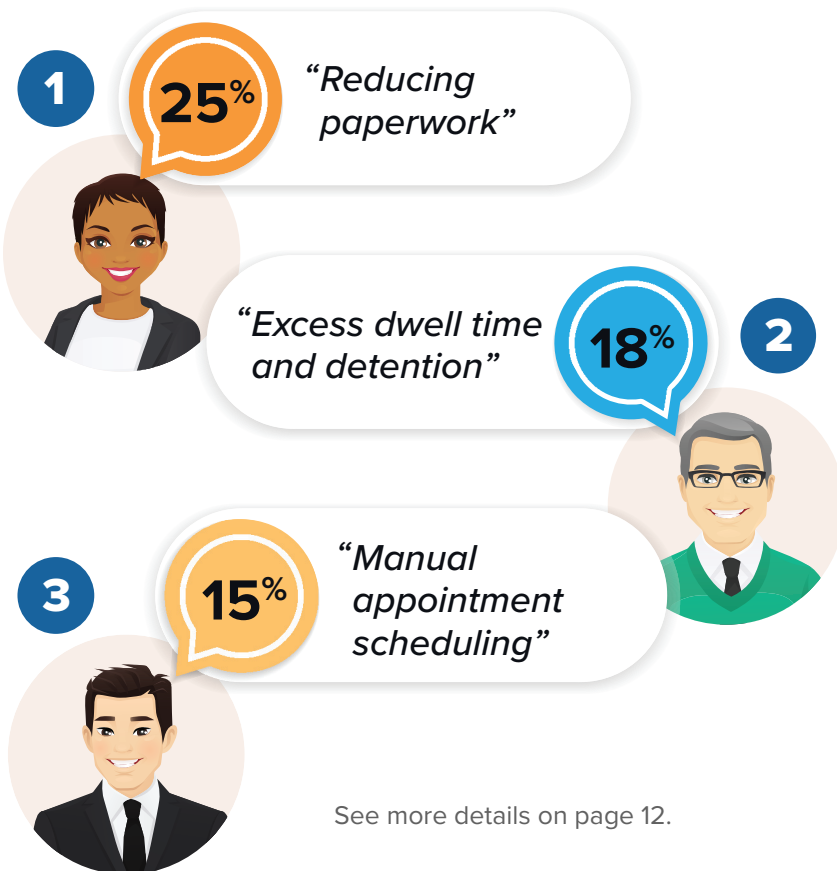 1
25%
“Reducing
paperwork”
“Excess dwell time
and detention”
18%
2
3
15%
“Manual
appointment
scheduling”
See more details on page 12.